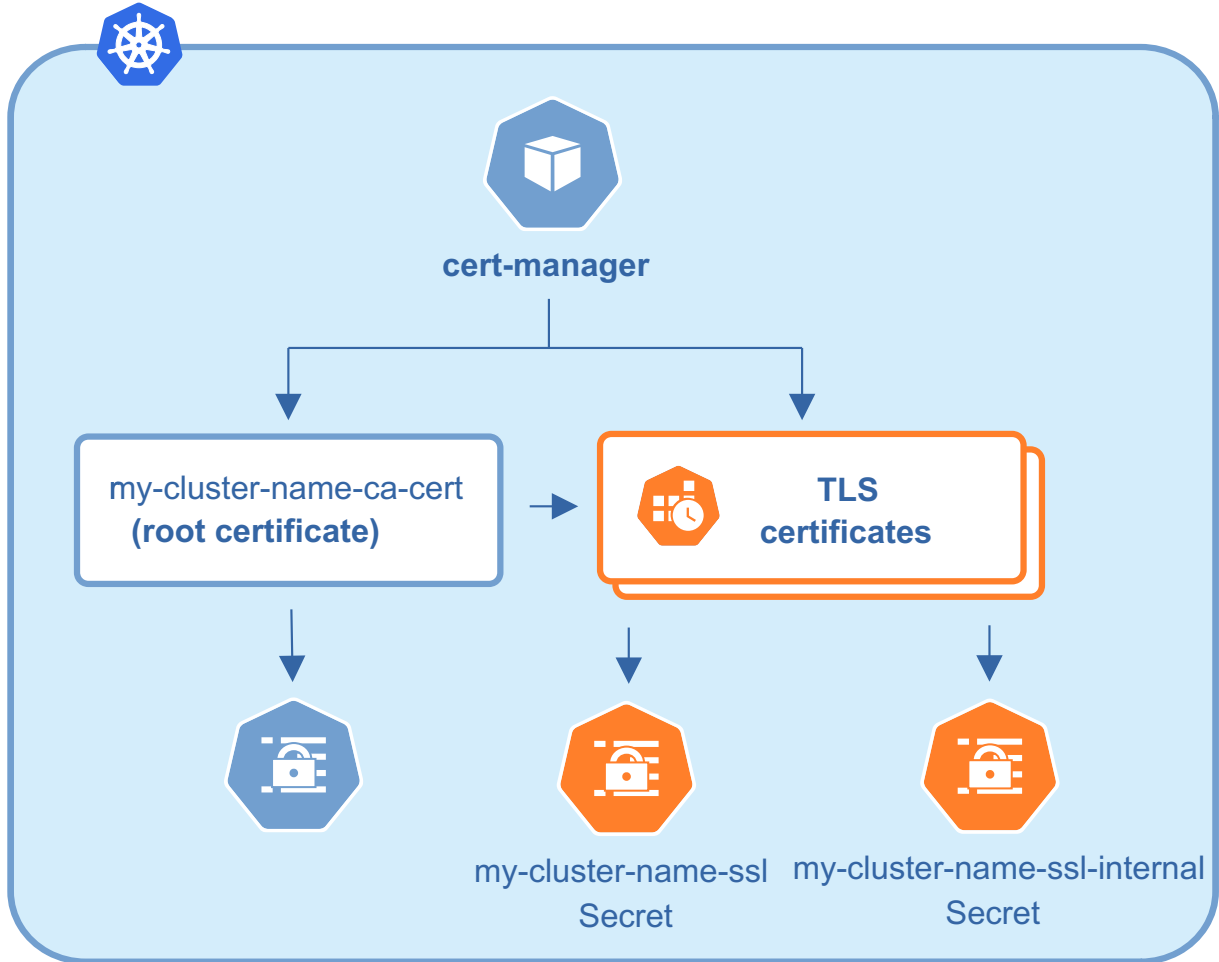 cert-manager
my-cluster-name-ca-cert
(root certificate)
TLS
certificates
my-cluster-name-ssl
Secret
my-cluster-name-ssl-internal
Secret